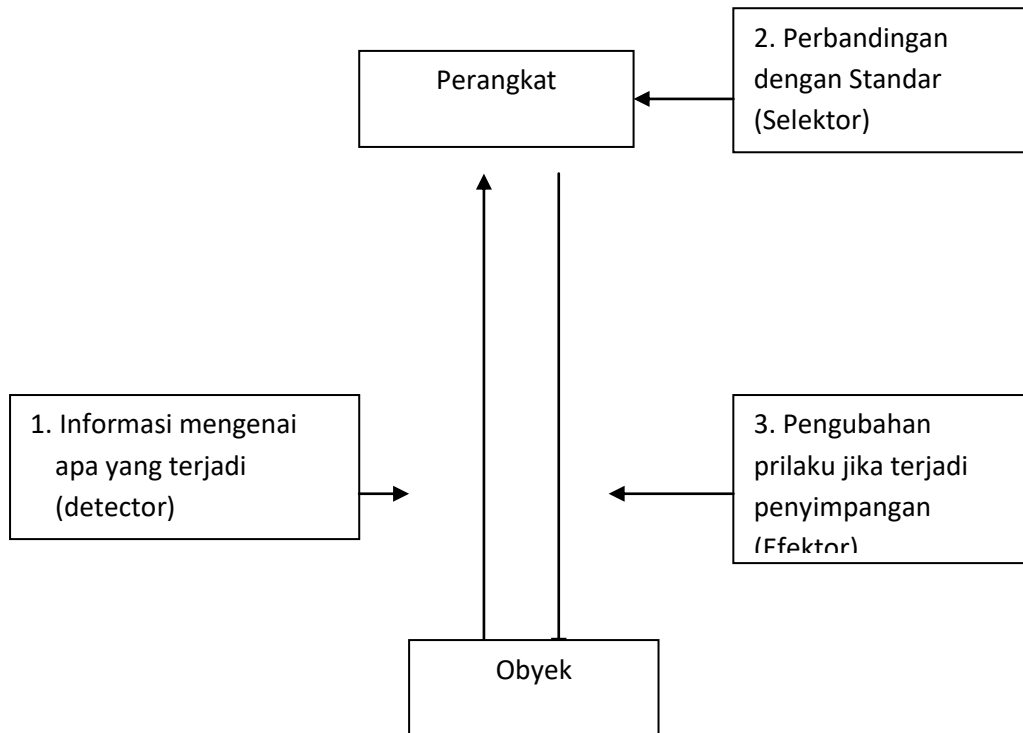 2. Perbandingan
dengan Standar
(Selektor)
Perangkat
1. Informasi mengenai
apa yang terjadi
(detector)
3. Pengubahan
prilaku jika terjadi
penyimpangan
(Efektor)
Obyek